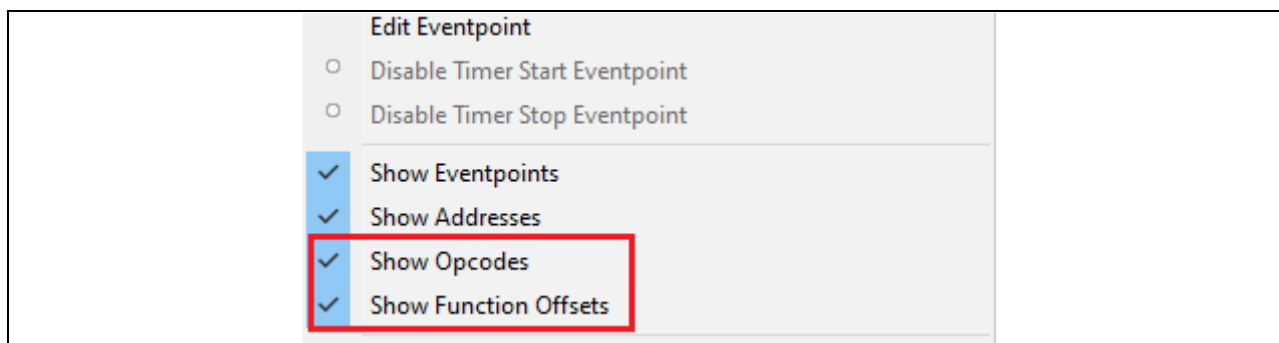 Edit Eventpoint
Disable Timer Start Eventpoint
Disable Timer Stop Eventpoint
Show Eventpoints
Show Addresses
Show Opcodes
Show Function Offsets